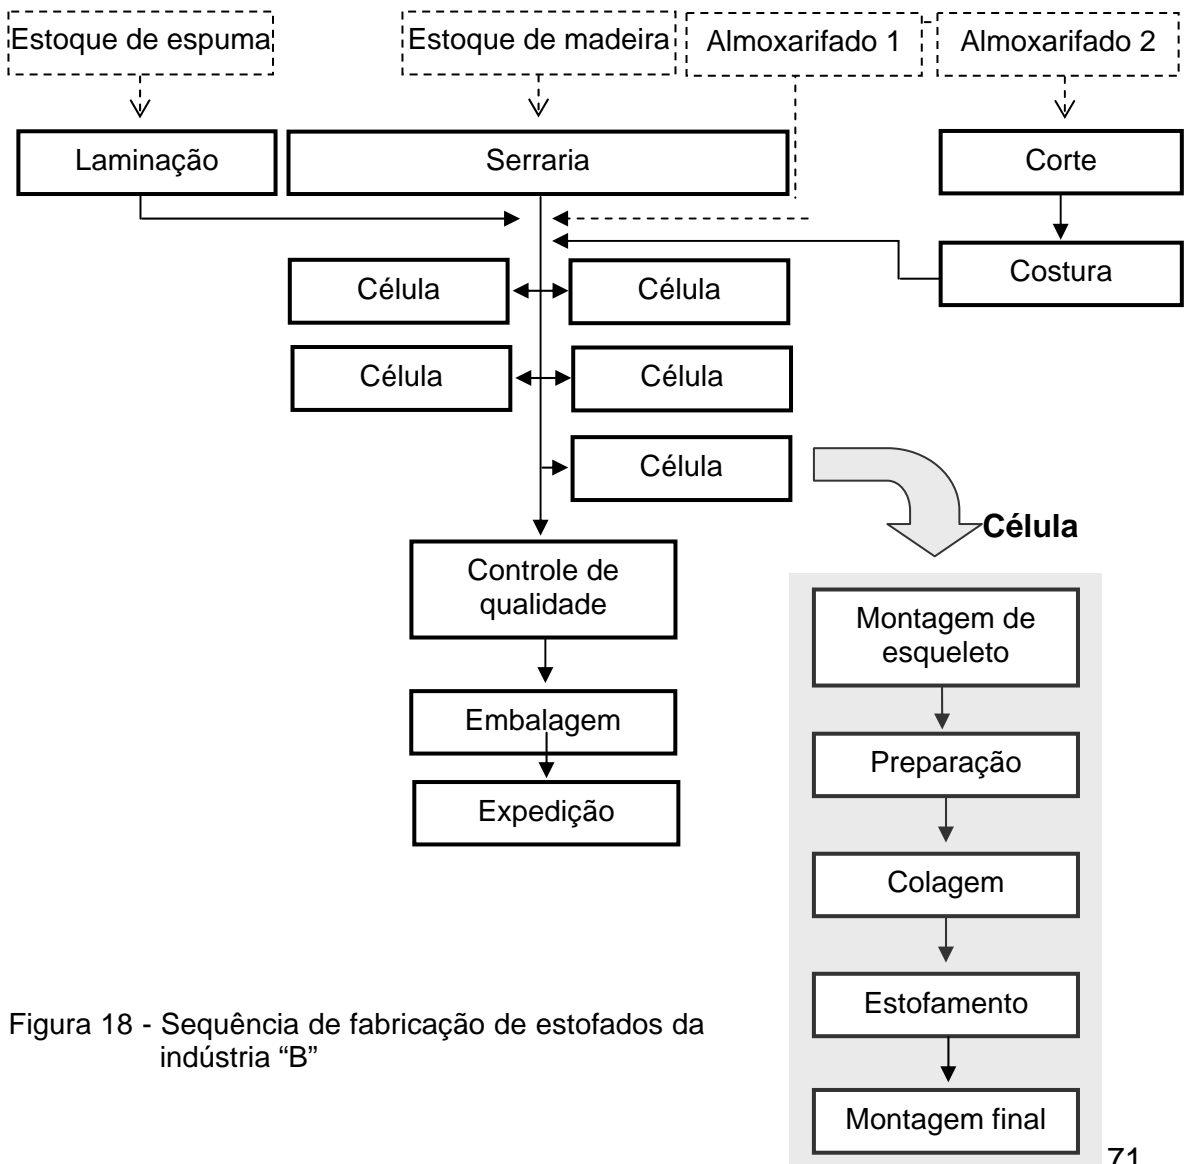 Estoque de espuma
Estoque de madeira
Almoxarifado 1
Almoxarifado 2
Laminação
Serraria
Corte
Costura
Célula
Célula
Célula
Célula
Célula
Célula
Controle de
qualidade
Embalagem
Expedição
Montagem de
esqueleto
Preparação
Colagem
Estofamento
Montagem final
Figura 18 - Sequência de fabricação de estofados da
indústria “B”
71